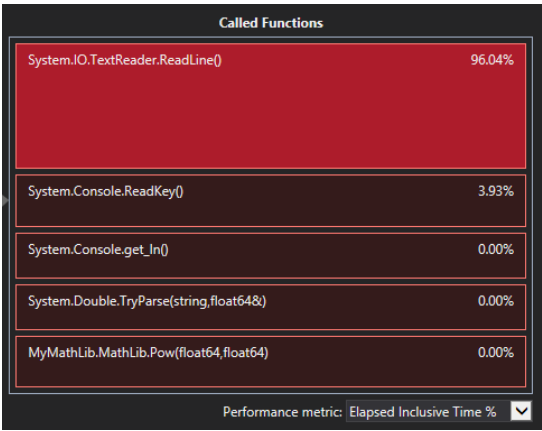 Called Functions
System.IO.TextReader.ReadLine() 96.04%
System.Console.ReadKey() 3.93%
System.Console.get_In() 0.00%
System.Double.TryParse(string,float64&) 0.00%
MyMathLib.MathLib.Pow(float64,float64) 0.00%
Performance metric: Elapsed Inclusive Time %